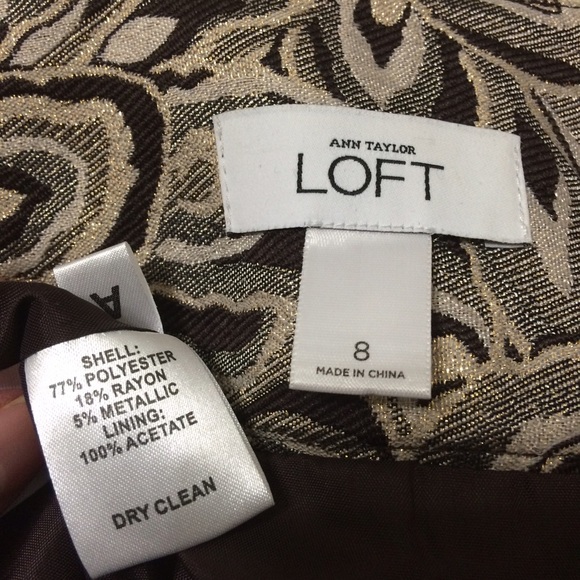 ANN TAYLOR
LOFT
8
MADE IN CHINA
A
SHELL:
77% POLYESTER
18% RAYON
5% METALLIC
LINING:
100% ACETATE
DRY CLEAN